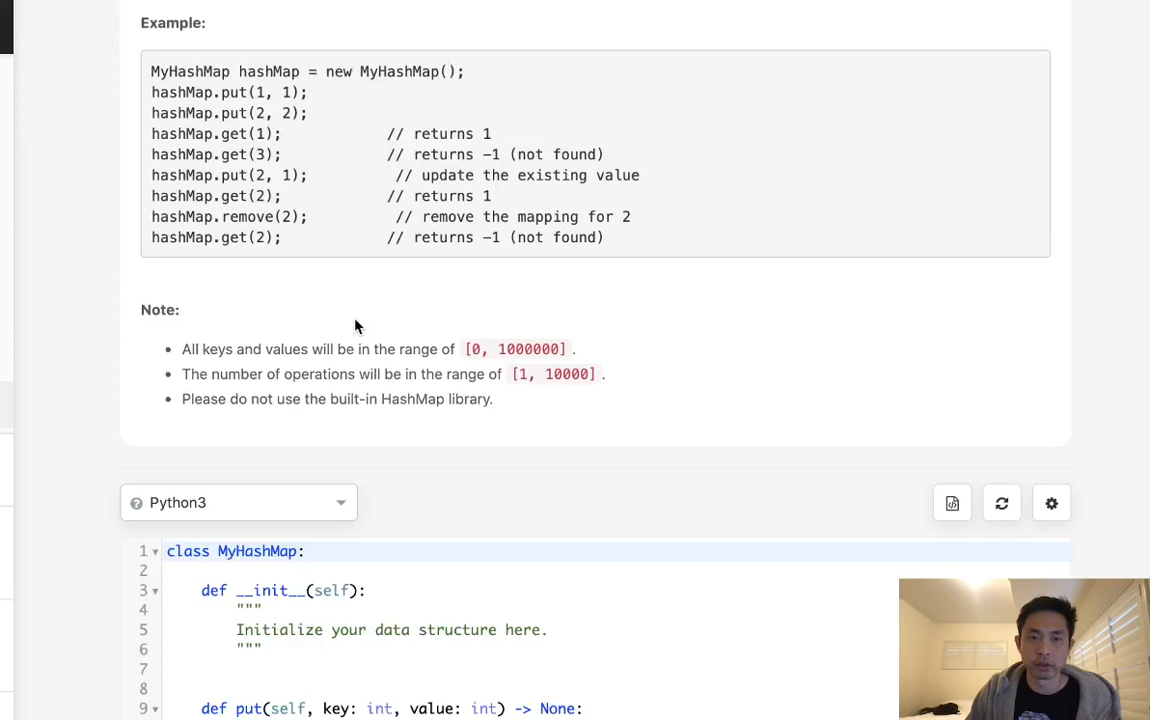 Example:
MyHashMap hashMap = new MyHashMap();
hashMap.put(1, 1);
hashMap.put(2, 2);
hashMap.get(1);            // returns 1
hashMap.get(3);            // returns -1 (not found)
hashMap.put(2, 1);          // update the existing value
hashMap.get(2);            // returns 1
hashMap.remove(2);          // remove the mapping for 2
hashMap.get(2);            // returns -1 (not found)
Note:
• All keys and values will be in the range of [0, 1000000] .
• The number of operations will be in the range of [1, 10000] .
• Please do not use the built-in HashMap library.
Python3
1 class MyHashMap:
2
3     def __init__(self):
4         """
5         Initialize your data structure here.
6         """
7
8
9     def put(self, key: int, value: int) -> None: